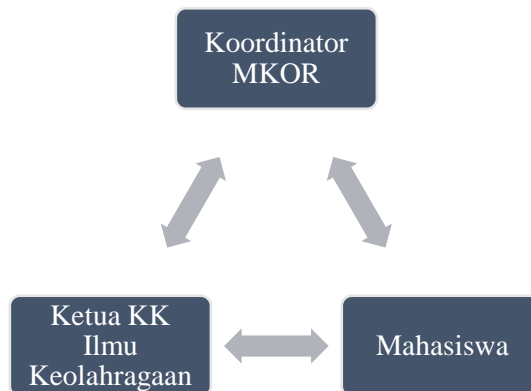 Koordinator
MKOR
Ketua KK
Ilmu
Keolahragaan
Mahasiswa